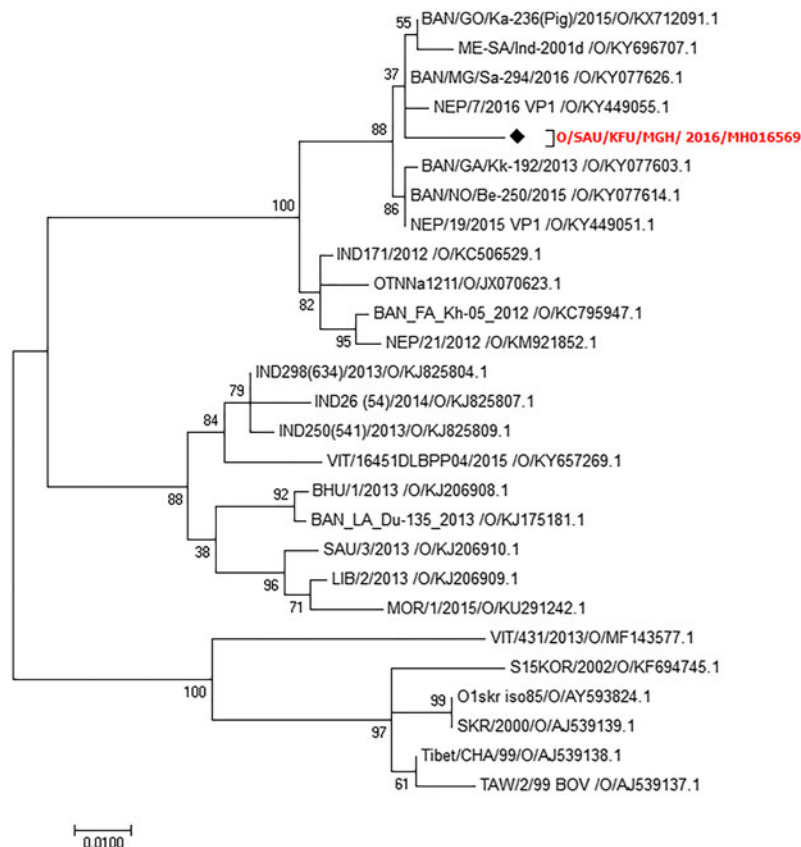 55
BAN/GO/Ka-236(Pig)/2015/O/KX712091.1
ME-SA/Ind-2001d /O/KY696707.1
37
BAN/MG/Sa-294/2016 /O/KY077626.1
NEP/7/2016 VP1 /O/KY449055.1
88
O/SAU/KFU/MGH/ 2016/MH016569
BAN/GA/Kk-192/2013 /O/KY077603.1
BAN/NO/Be-250/2015 /O/KY077614.1
86
NEP/19/2015 VP1 /O/KY449051.1
100
IND171/2012 /O/KC506529.1
OTNNa1211/O/JX070623.1
82
BAN_FA_Kh-05_2012 /O/KC795947.1
95
NEP/21/2012 /O/KM921852.1
IND298(634)/2013/O/KJ825804.1
79
IND26 (54)/2014/O/KJ825807.1
84
IND250(541)/2013/O/KJ825809.1
VIT/16451DLBPP04/2015 /O/KY657269.1
88
92
BHU/1/2013 /O/KJ206908.1
BAN_LA_Du-135_2013 /O/KJ175181.1
38
SAU/3/2013 /O/KJ206910.1
96
LIB/2/2013 /O/KJ206909.1
71
MOR/1/2015/O/KU291242.1
VIT/431/2013/O/MF143577.1
100
S15KOR/2002/O/KF694745.1
99
O1skr iso85/O/AY593824.1
97
SKR/2000/O/AJ539139.1
Tibet/CHA/99/O/AJ539138.1
61
TAW/2/99 BOV /O/AJ539137.1
0.0100